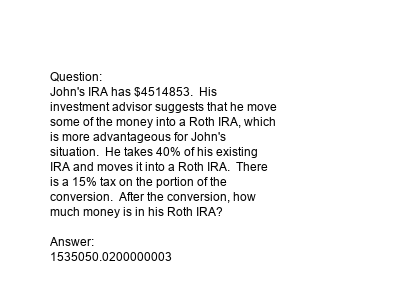 Question:
John's IRA has $4514853.  His
investment advisor suggests that he move
some of the money into a Roth IRA, which
is more advantageous for John's
situation.  He takes 40% of his existing
IRA and moves it into a Roth IRA.  There
is a 15% tax on the portion of the
conversion.  After the conversion, how
much money is in his Roth IRA?

Answer:
1535050.0200000003